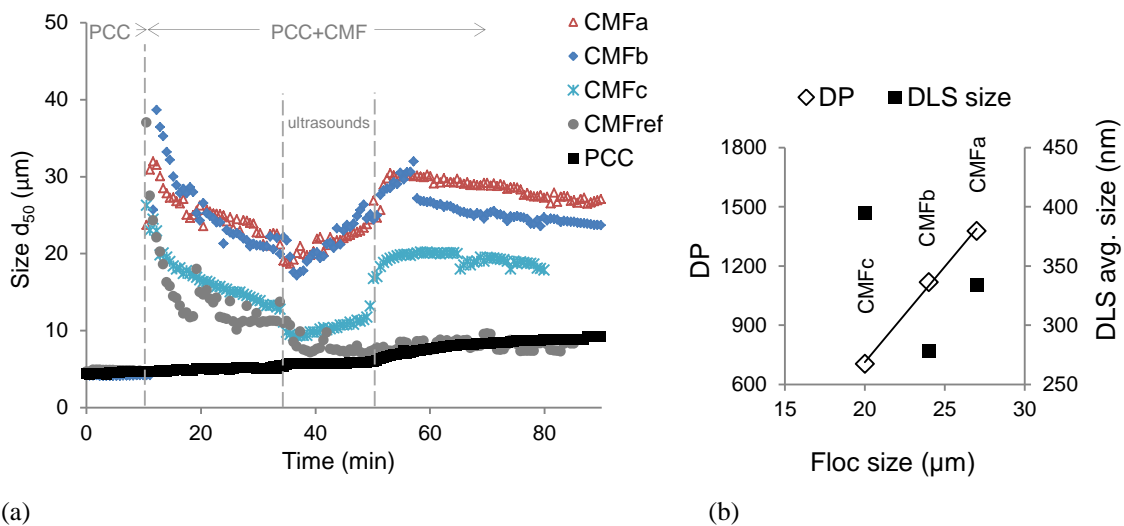 PCC
PCC+CMF
ultrasounds
CMFa
CMFb
CMFc
CMFref
PCC
50
40
30
20
10
0
Size d50 (µm)
0 20 40 60 80
Time (min)
(a)
DP DLS size
1800
1500
1200
900
600
DP
450
400
350
300
250
DLS avg. size (nm)
CMFc
CMFb
CMFa
15 20 25 30
Floc size (µm)
(b)